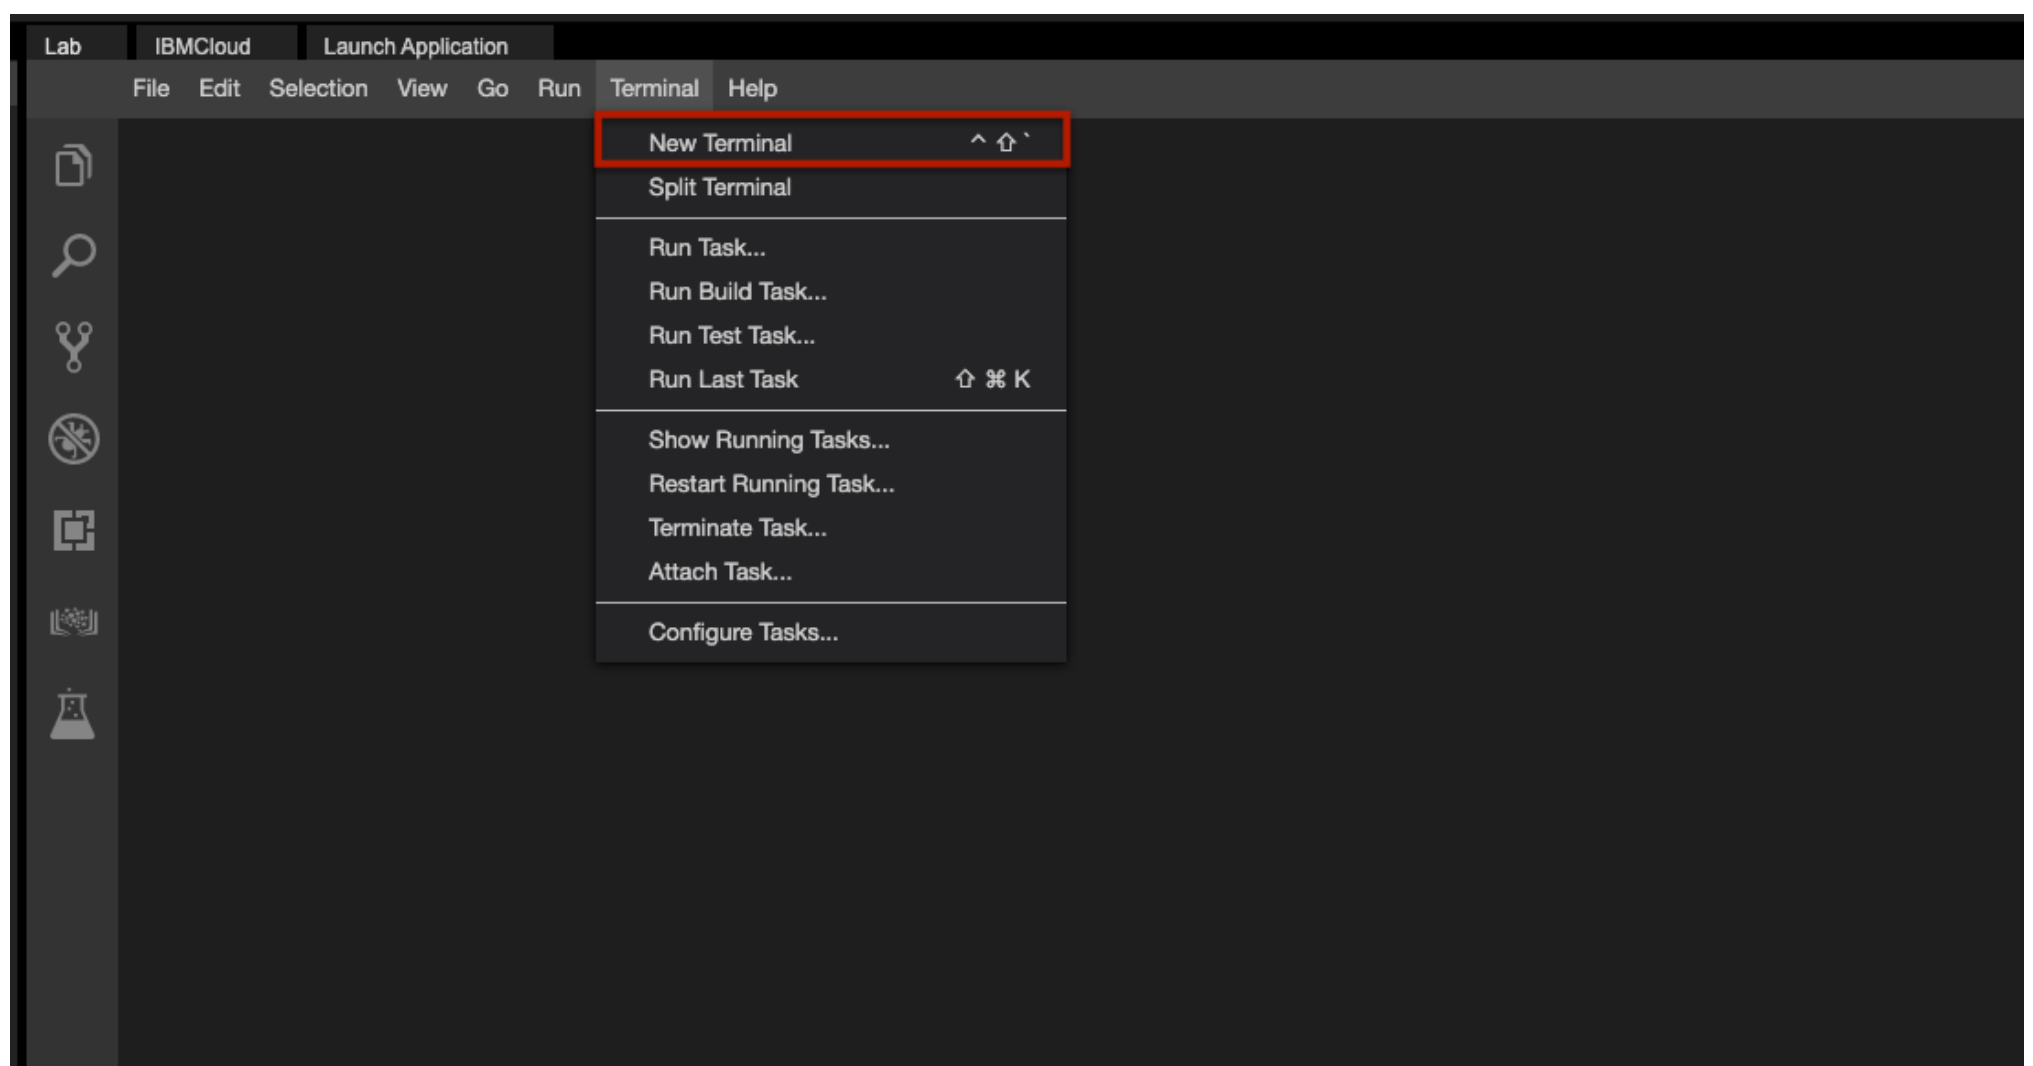 Lab IBMCloud Launch Application
File Edit Selection View Go Run Terminal Help
New Terminal ^ ⇧ `
Split Terminal
Run Task...
Run Build Task...
Run Test Task...
Run Last Task ⇧ ⌘ K
Show Running Tasks...
Restart Running Task...
Terminate Task...
Attach Task...
Configure Tasks...